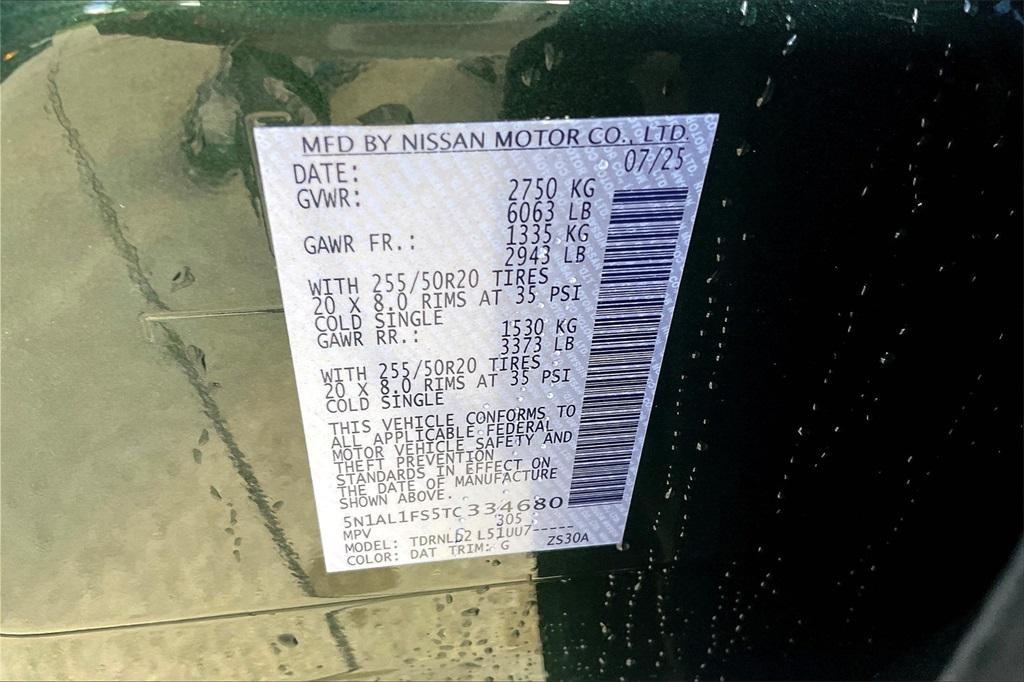 MFD BY NISSAN MOTOR CO., LTD.
DATE: 07/25
GVWR: 2750 KG
6063 LB
GAWR FR.: 1335 KG
2943 LB
WITH 255/50R20 TIRES
20 X 8.0 RIMS AT 35 PSI
COLD SINGLE
GAWR RR.: 1530 KG
3373 LB
WITH 255/50R20 TIRES
20 X 8.0 RIMS AT 35 PSI
COLD SINGLE
THIS VEHICLE CONFORMS TO
ALL APPLICABLE FEDERAL
MOTOR VEHICLE SAFETY AND
THEFT PREVENTION
STANDARDS IN EFFECT ON
THE DATE OF MANUFACTURE
SHOWN ABOVE.
5N1AL1FS5TC334680
MPV 305
MODEL: TDRNLD2 L51UU7-----
COLOR: DAT TRIM: G ZS30A